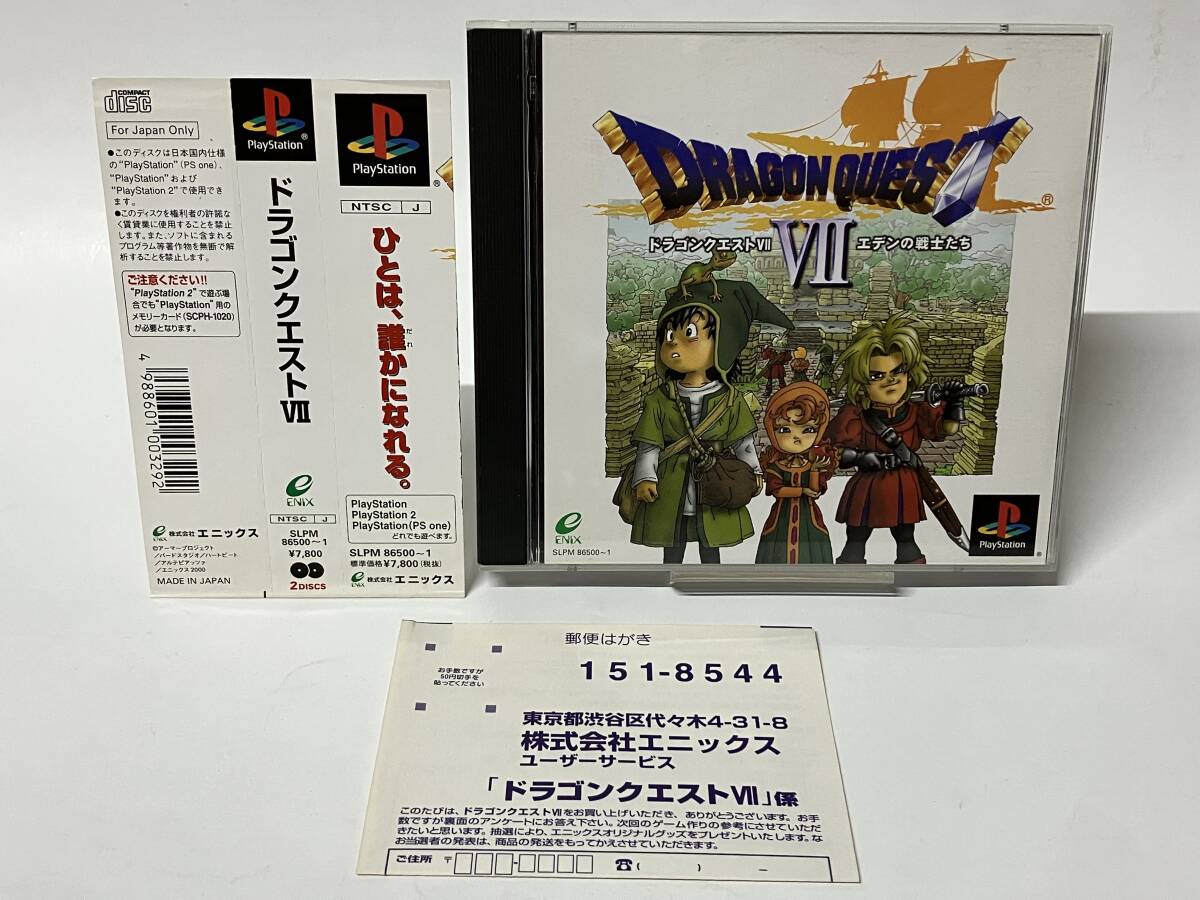 COMPACT
disc
For Japan Only
●このディスクは日本国内仕様
の“PlayStation”(PS one)、
“PlayStation”および
“PlayStation 2”で使用でき
ます。
●このディスクを権利者の許諾な
く賃貸業に使用することを禁止
します。また、ソフトに含まれる
プログラム等著作物を無断で解
析することを禁止します。
ご注意ください!!
“PlayStation 2”で遊ぶ場
合でも“PlayStation”用の
メモリーカード(SCPH-1020)
が必要となります。
4 988601 003292
ENIX 株式会社 エニックス
©アーマープロジェクト
/バードスタジオ/ハートビート
/アルテピアッツァ
/エニックス2000
MADE IN JAPAN
PlayStation
ドラゴンクエストⅦ
ENIX
NTSC J
SLPM
86500~1
¥7,800
2DISCS
PlayStation ®
NTSC J
ひとは、誰かになれる。
だれ
PlayStation
PlayStation 2
PlayStation(PS one)
どれでも遊べます。
SLPM 86500~1
標準価格¥7,800(税抜)
ENIX 株式会社 エニックス
DRAGON QUEST ®
ドラゴンクエストⅦ
VII
エデンの戦士たち
ENIX
SLPM 86500~1
PlayStation ®
郵便はがき
お手数ですが
50円切手を
貼ってください
151-8544
東京都渋谷区代々木4-31-8
株式会社エニックス
ユーザーサービス
「ドラゴンクエストⅦ」係
このたびは、ドラゴンクエストⅦをお買い上げいただき、ありがとうございます。お手
数ですが裏面のアンケートにお答え下さい。次回のゲーム作りの参考にさせていただ
きたいと思います。抽選により、エニックスオリジナルグッズをプレゼントいたします。な
お当選者の発表は、商品の発送をもってかえさせていただきます。
ご住所 〒 - ☎( ) –